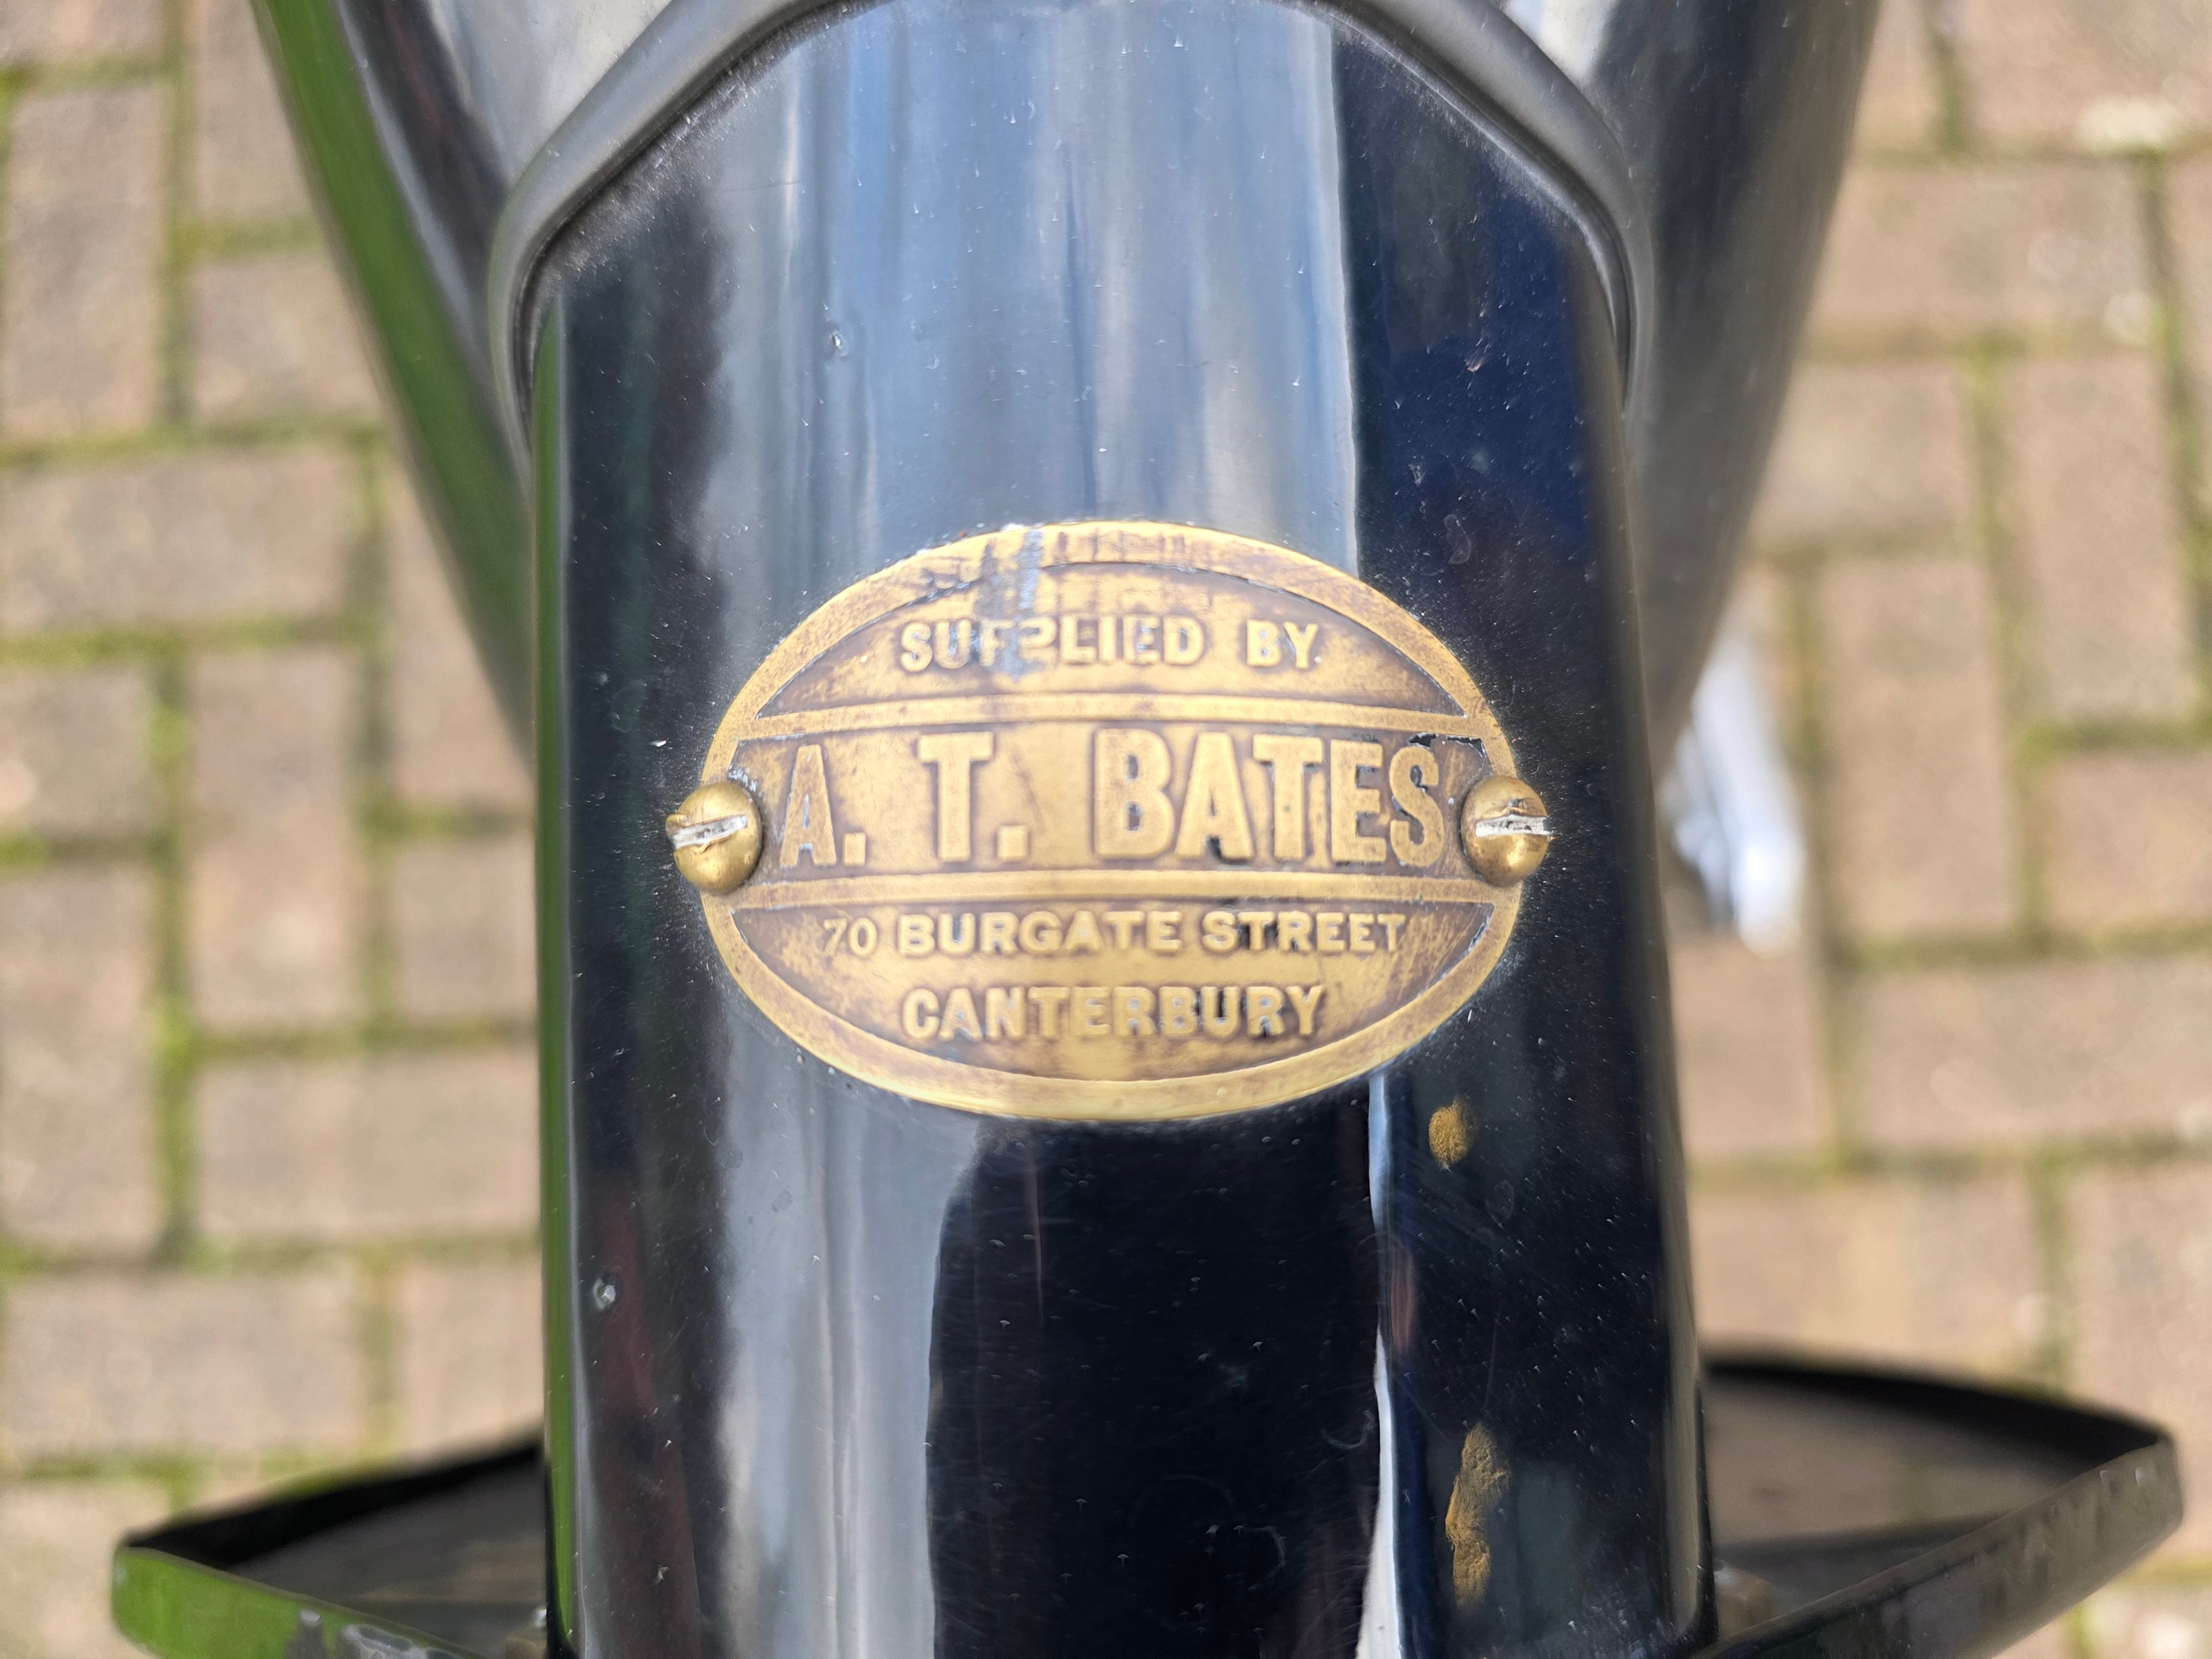 SUPPLIED BY
A. T. BATES
70 BURGATE STREET
CANTERBURY